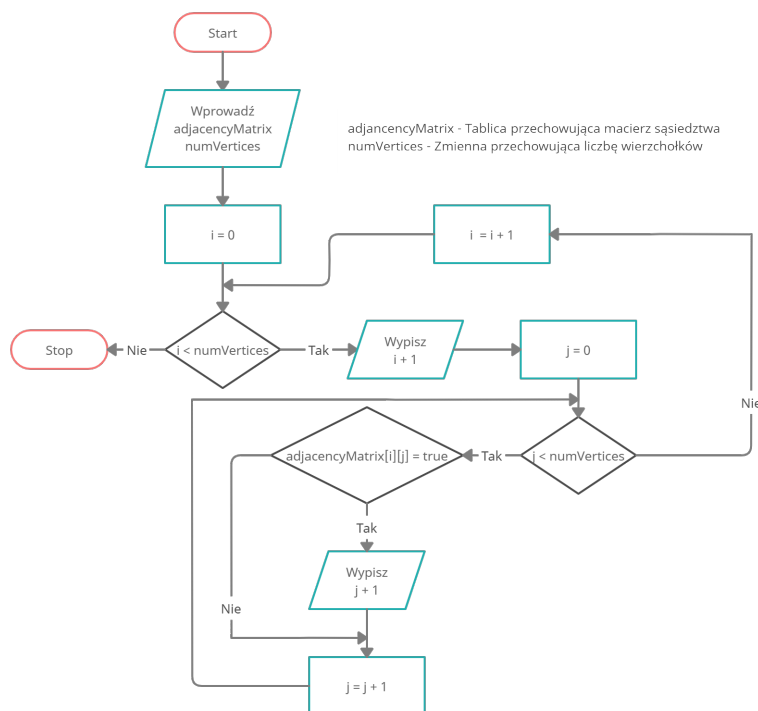 Start
Wprowadź
adjacencyMatrix
numVertices
adjancencyMatrix - Tablica przechowująca macierz sąsiedztwa
numVertices - Zmienna przechowująca liczbę wierzchołków
i = 0
i = i + 1
Stop
Nie
i < numVertices
Tak
Wypisz
i + 1
j = 0
Nie
adjacencyMatrix[i][j] = true
Tak
j < numVertices
Tak
Wypisz
j + 1
Nie
j = j + 1